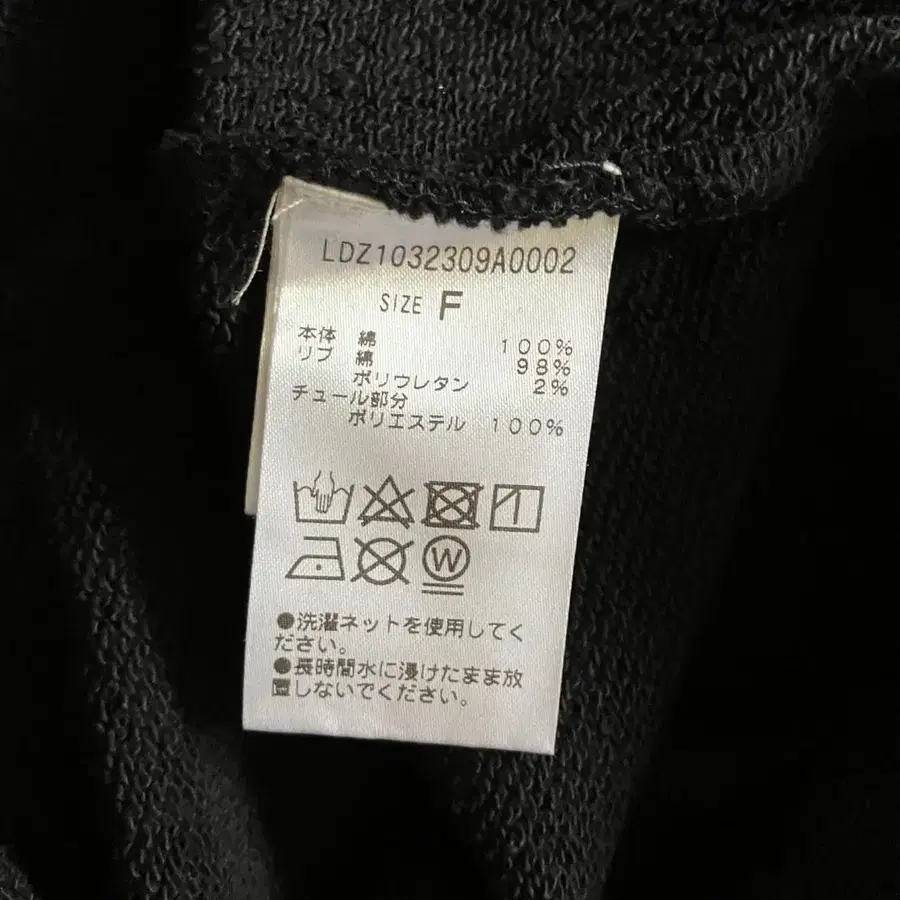 LDZ1032309A0002
SIZE F
本体 綿 100%
リブ 綿 98%
ポリウレタン 2%
チュール部分
ポリエステル 100%
W
●洗濯ネットを使用してく
ださい。
●長時間水に浸けたまま放
置しないでください。